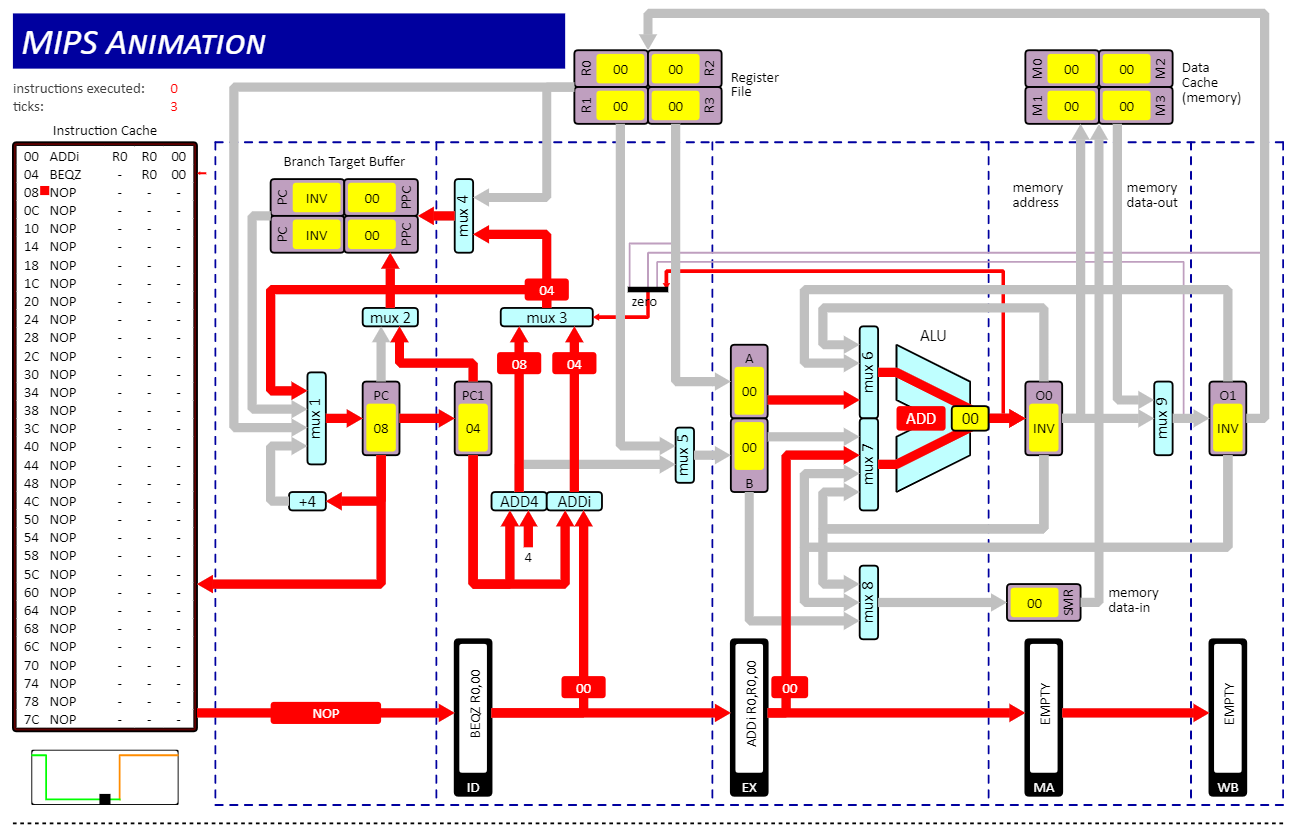 MIPS ANIMATION
instructions executed: 0
ticks: 3
Instruction Cache
00 ADDi R0 R0 00
04 BEQZ - R0 00
08 NOP - - -
0C NOP - - -
10 NOP - - -
14 NOP - - -
18 NOP - - -
1C NOP - - -
20 NOP - - -
24 NOP - - -
28 NOP - - -
2C NOP - - -
30 NOP - - -
34 NOP - - -
38 NOP - - -
3C NOP - - -
40 NOP - - -
44 NOP - - -
48 NOP - - -
4C NOP - - -
50 NOP - - -
54 NOP - - -
58 NOP - - -
5C NOP - - -
60 NOP - - -
64 NOP - - -
68 NOP - - -
6C NOP - - -
70 NOP - - -
74 NOP - - -
78 NOP - - -
7C NOP - - -
R0 00 00 R2
R1 00 00 R3
Register
File
M0 00 00 M2
M1 00 00 M3
Data
Cache
(memory)
Branch Target Buffer
PC INV 00 PPC
PC INV 00 PPC
mux 4
memory
address
memory
data-out
04
zero
mux 2
mux 3
08
04
mux 1
PC
08
PC1
04
+4
ADD4
ADDi
4
mux 5
A
00
00
B
mux 6
mux 7
ALU
ADD
00
O0
INV
mux 9
O1
INV
mux 8
00 SMR
memory
data-in
NOP
BEQZ R0,00
ID
00
ADDi R0,R0,00
EX
00
EMPTY
MA
EMPTY
WB